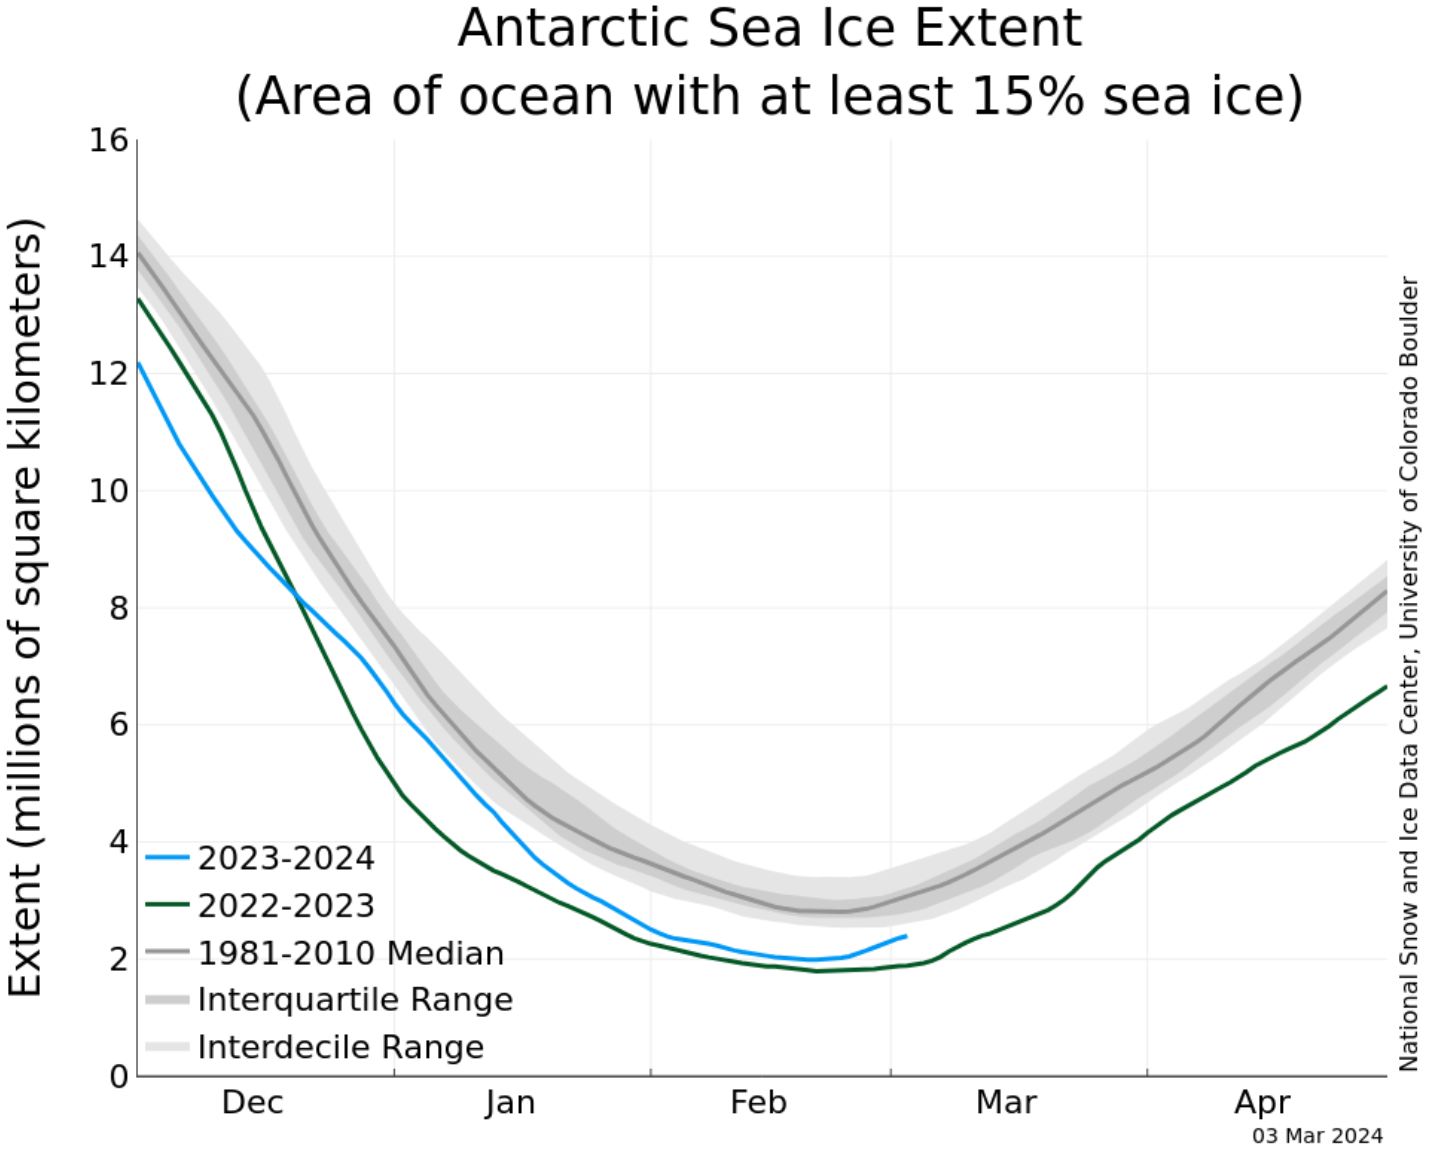 Antarctic Sea Ice Extent
(Area of ocean with at least 15% sea ice)
Extent (millions of square kilometers)
16
14
12
10
8
6
4
2
0
2023-2024
2022-2023
1981-2010 Median
Interquartile Range
Interdecile Range
Dec
Jan
Feb
Mar
Apr
03 Mar 2024
National Snow and Ice Data Center, University of Colorado Boulder